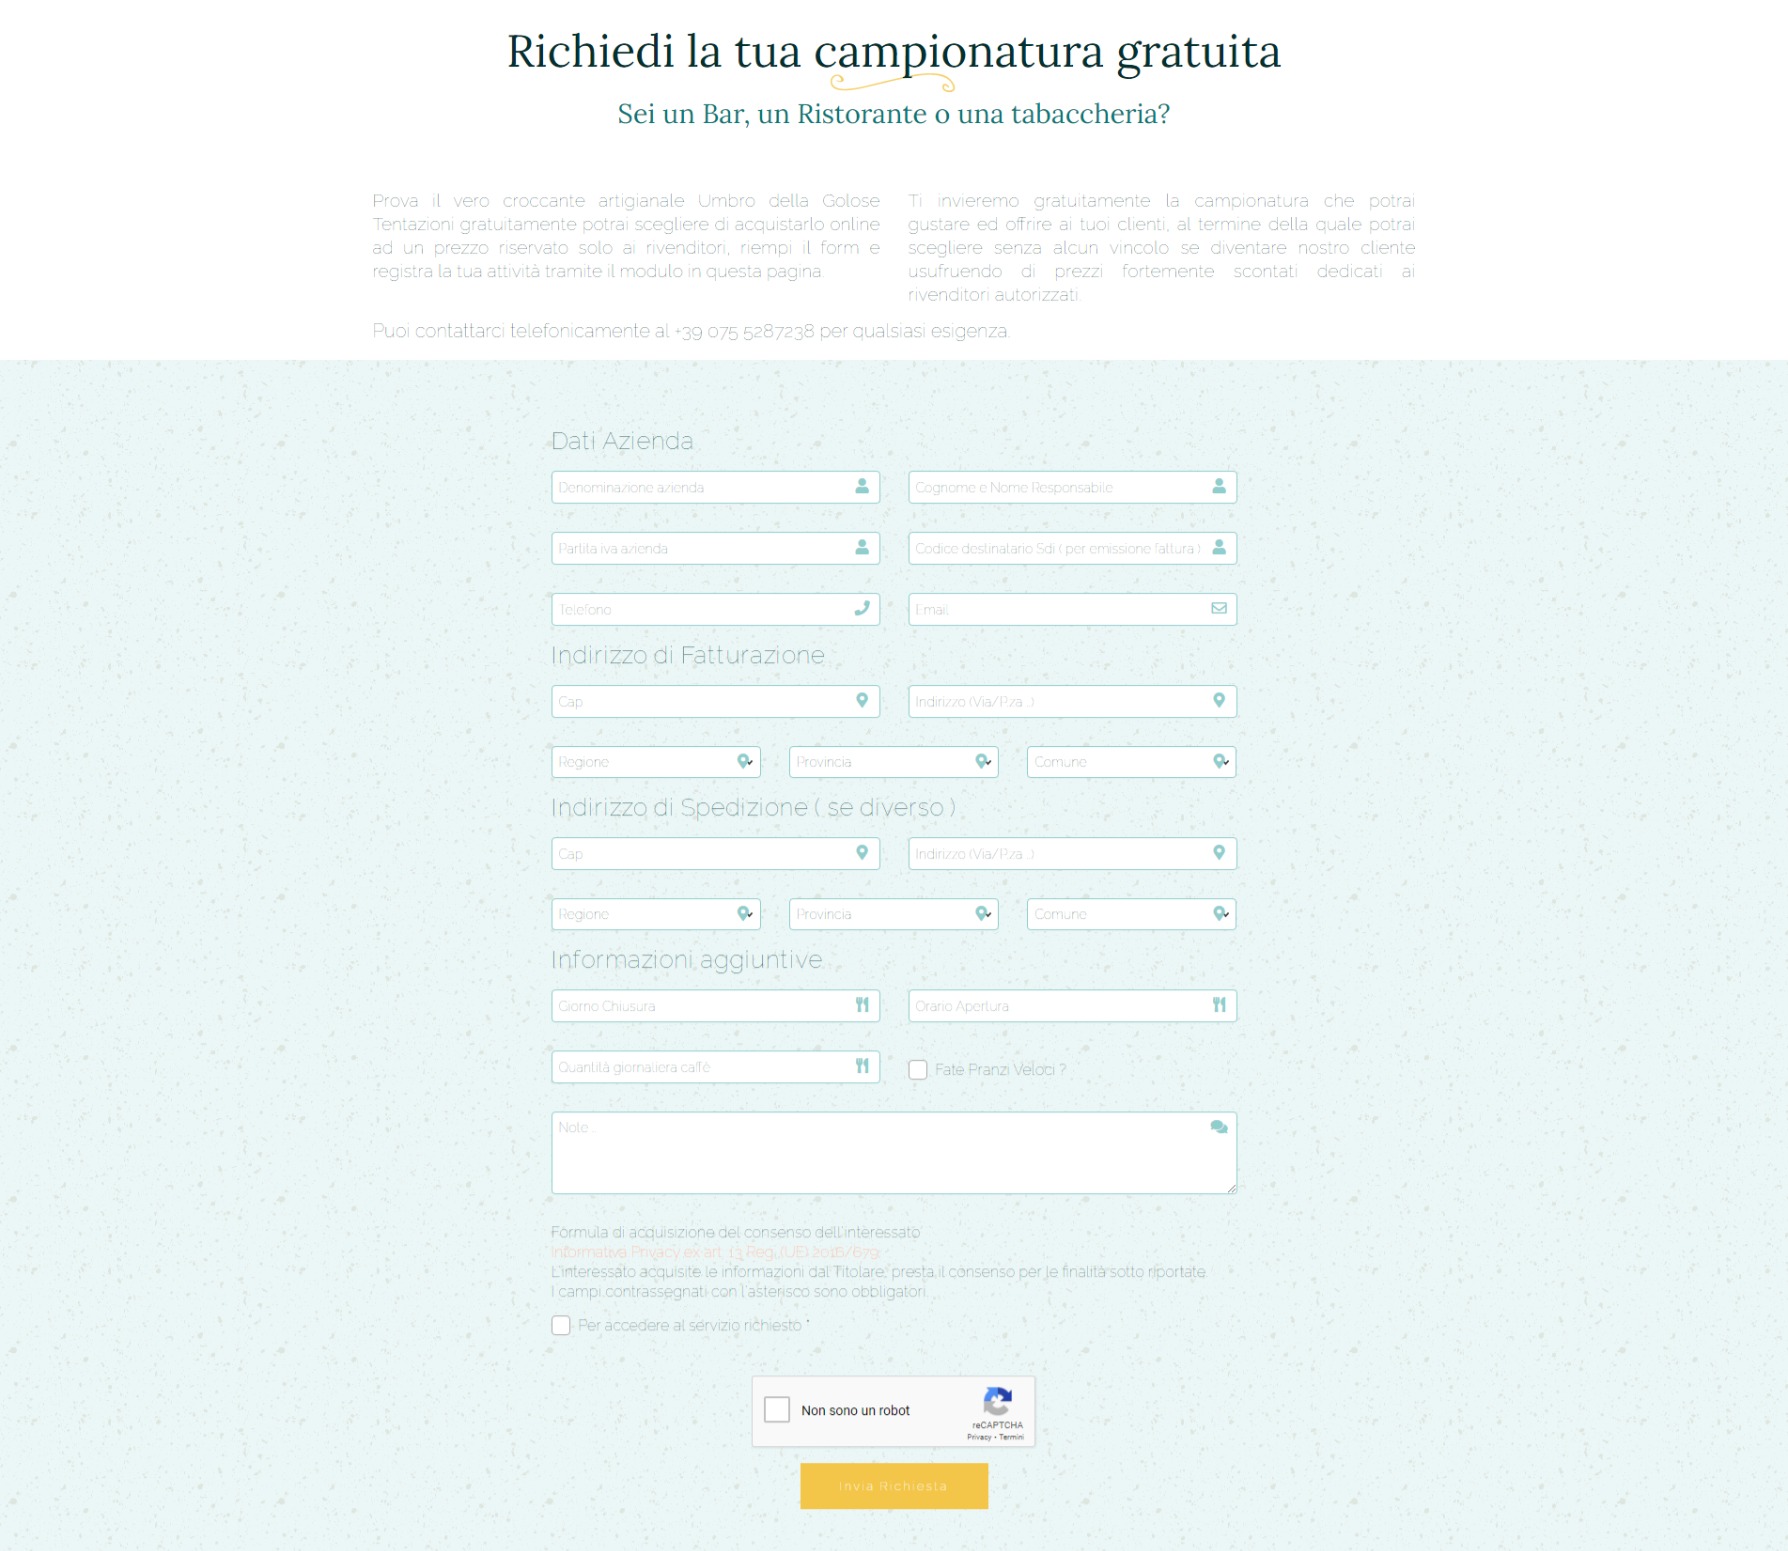 Richiedi la tua campionatura gratuita
Sei un Bar, un Ristorante o una tabaccheria?
Prova il vero croccante artigianale Umbro della Golose
Tentazioni gratuitamente potrai scegliere di acquistarlo online
ad un prezzo riservato solo ai rivenditori, riempi il form e
registra la tua attività tramite il modulo in questa pagina.
Ti invieremo gratuitamente la campionatura che potrai
gustare ed offrire ai tuoi clienti, al termine della quale potrai
scegliere senza alcun vincolo se diventare nostro cliente
usufruendo di prezzi fortemente scontati dedicati ai
rivenditori autorizzati.
Puoi contattarci telefonicamente al +39 075 5287238 per qualsiasi esigenza.
Dati Azienda
Denominazione azienda
Cognome e Nome Responsabile
Partita iva azienda
Codice destinatario Sdi ( per emissione fattura )
Telefono
Email
Indirizzo di Fatturazione
Cap
Indirizzo (Via/P.za ..)
Regione
Provincia
Comune
Indirizzo di Spedizione ( se diverso )
Cap
Indirizzo (Via/P.za ..)
Regione
Provincia
Comune
Informazioni aggiuntive
Giorno Chiusura
Orario Apertura
Quantità giornaliera caffè
Fate Pranzi Veloci ?
Note ..
Formula di acquisizione del consenso dell'interessato
Informativa Privacy ex art. 13 Reg. (UE) 2016/679:
L'interessato acquisite le informazioni dal Titolare, presta il consenso per le finalità sotto riportate.
I campi contrassegnati con l'asterisco sono obbligatori.
Per accedere al servizio richiesto *
Non sono un robot
reCAPTCHA
Privacy • Termini
Invia Richiesta